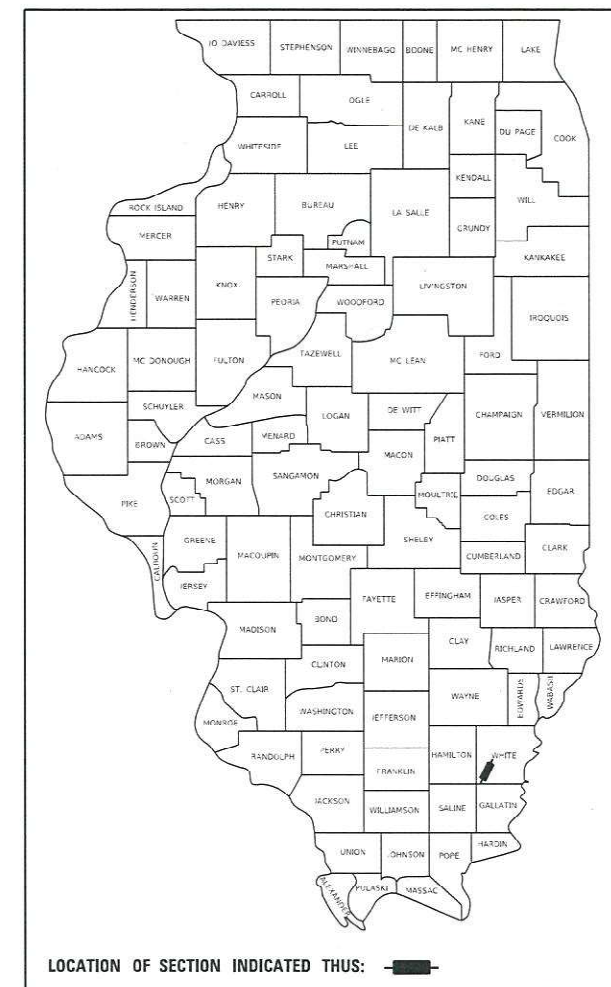 JO DAVIESS STEPHENSON WINNEBAGO BOONE MC HENRY LAKE
CARROLL OGLE DE KALB KANE DU PAGE COOK
WHITESIDE LEE KENDALL
ROCK ISLAND HENRY BUREAU LA SALLE GRUNDY WILL
MERCER PUTNAM
STARK MARSHALL KANKAKEE
HENDERSON WARREN KNOX PEORIA WOODFORD LIVINGSTON IROQUOIS
HANCOCK MC DONOUGH FULTON TAZEWELL MC LEAN FORD
SCHUYLER MASON LOGAN DE WITT CHAMPAIGN VERMILION
ADAMS BROWN CASS MENARD MACON PIATT
PIKE SCOTT MORGAN SANGAMON MOULTRIE DOUGLAS EDGAR
CHRISTIAN COLES
CALHOUN GREENE MACOUPIN MONTGOMERY SHELBY CUMBERLAND CLARK
JERSEY FAYETTE EFFINGHAM JASPER CRAWFORD
MADISON BOND
CLINTON MARION CLAY RICHLAND LAWRENCE
ST. CLAIR WAYNE EDWARDS WABASH
MONROE WASHINGTON JEFFERSON
RANDOLPH PERRY FRANKLIN HAMILTON WHITE
JACKSON WILLIAMSON SALINE GALLATIN
UNION JOHNSON POPE HARDIN
ALEXANDER PULASKI MASSAC
LOCATION OF SECTION INDICATED THUS: